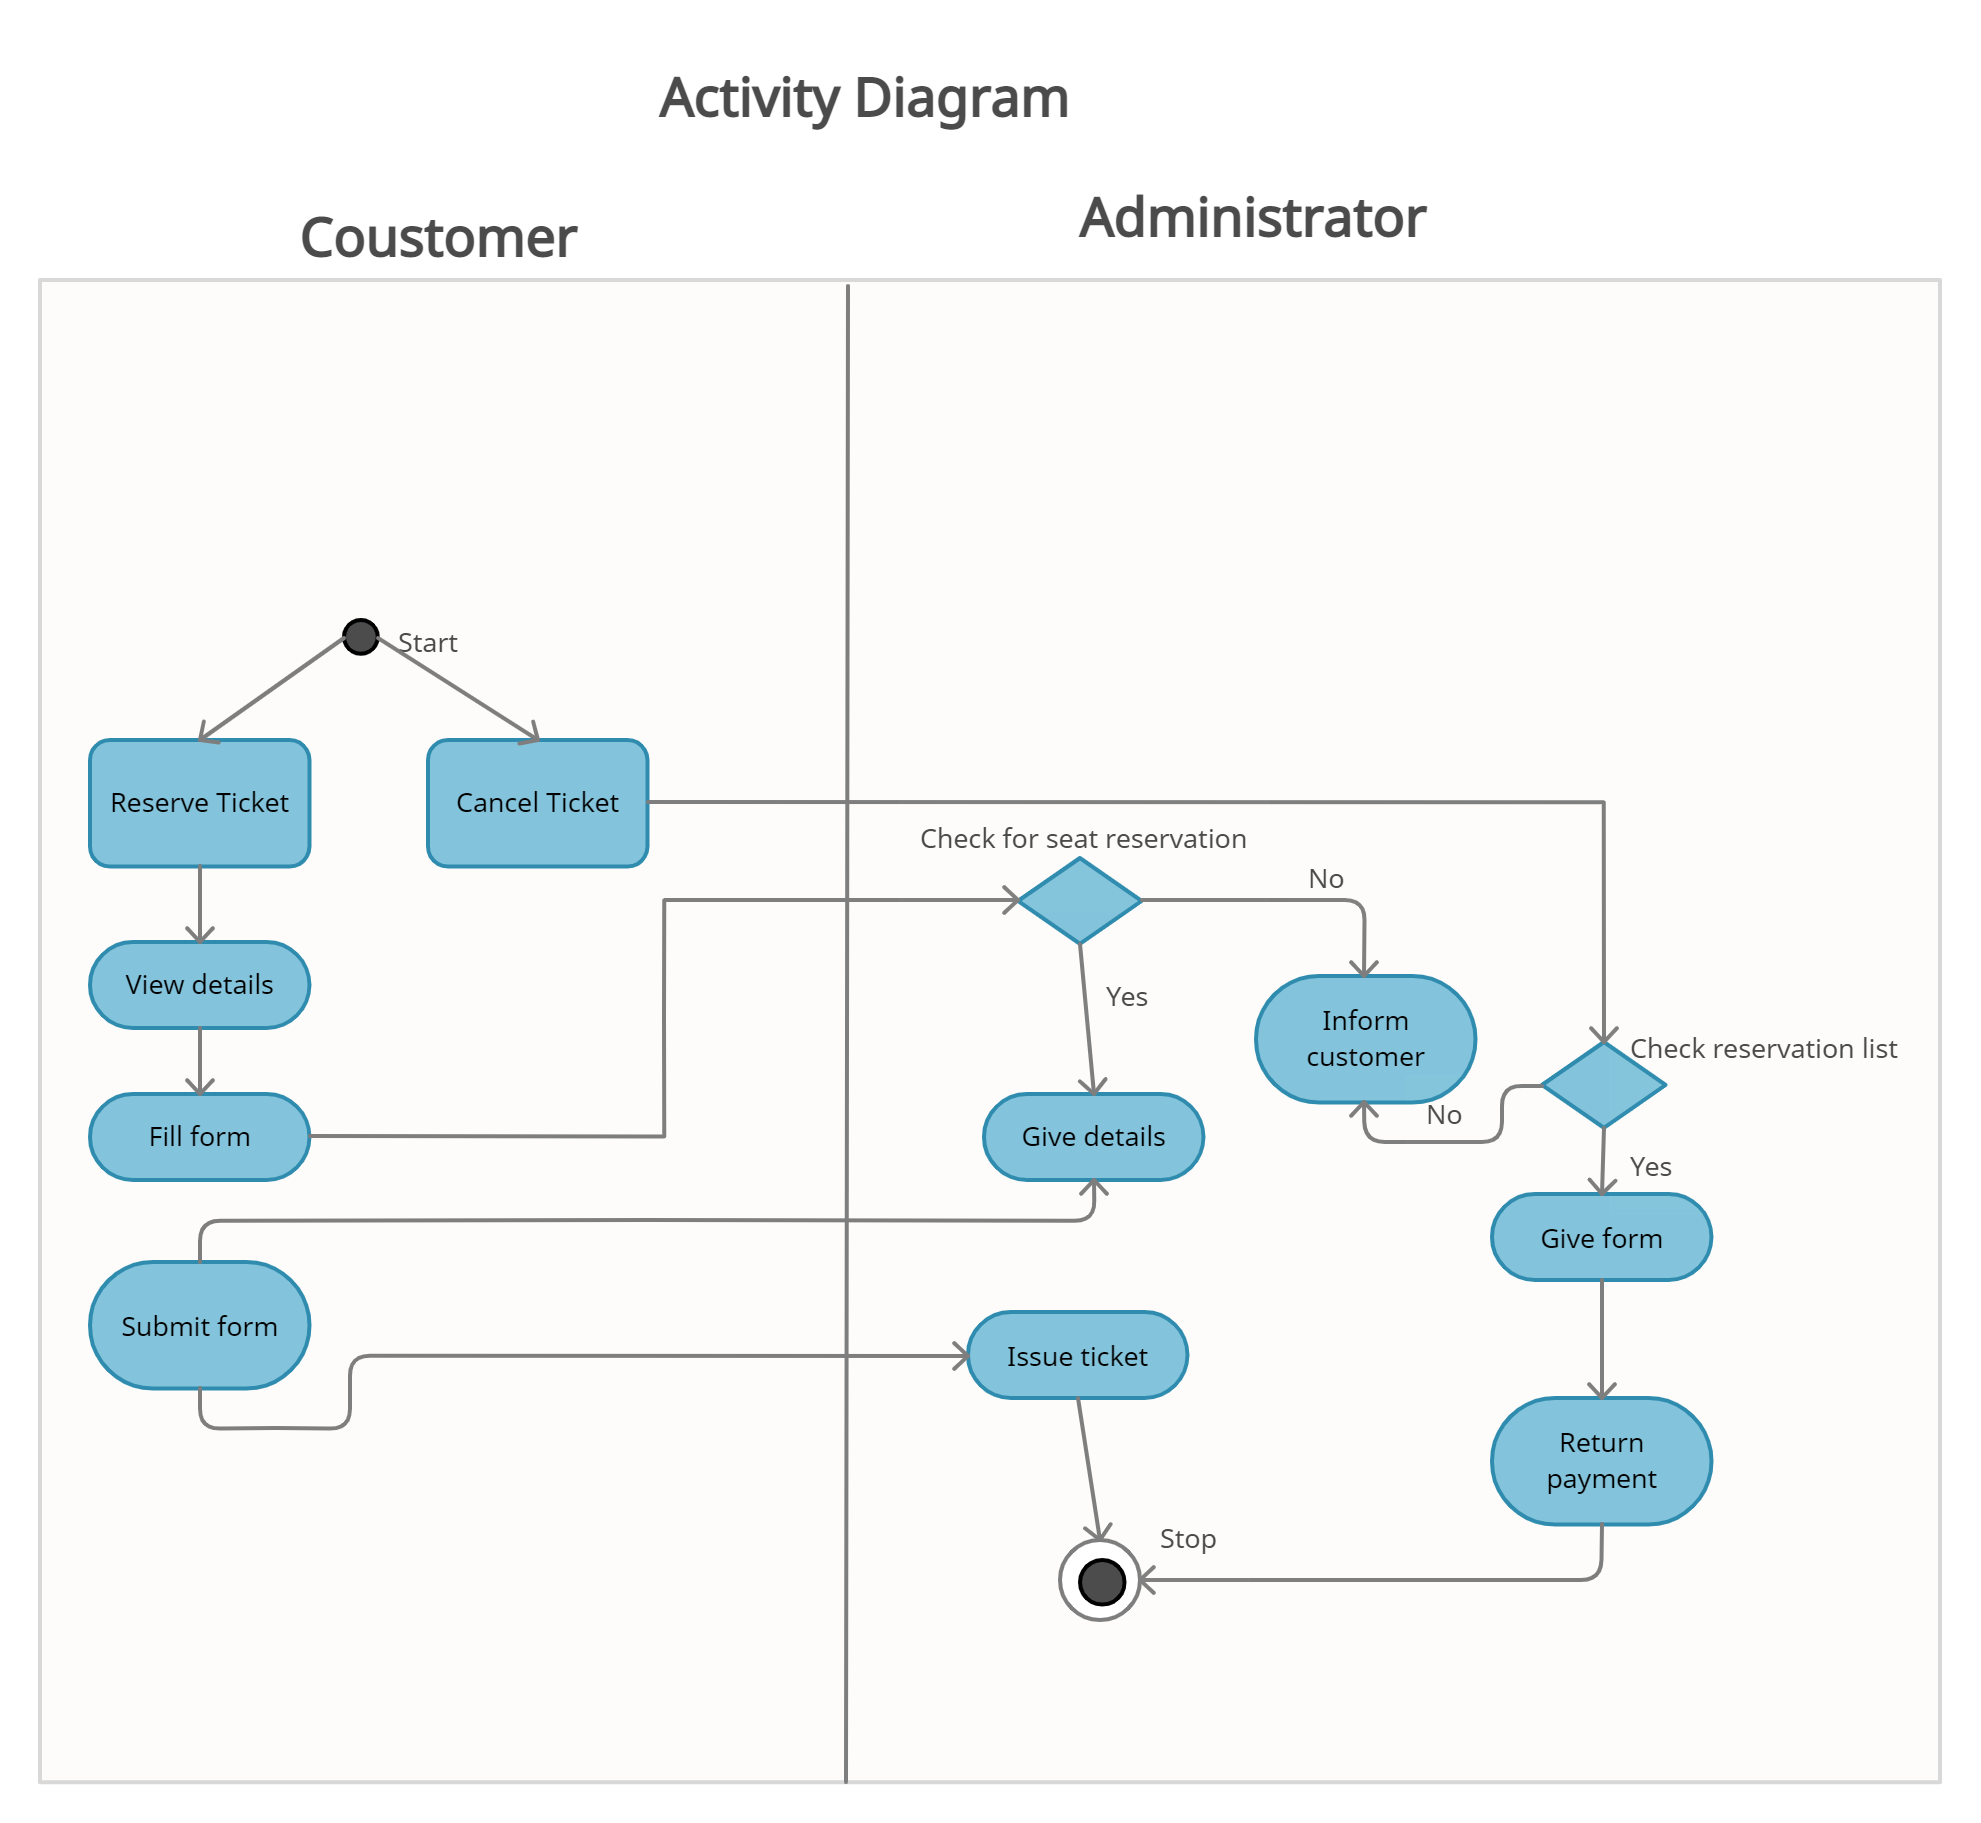 Activity Diagram
Coustomer
Administrator
Start
Reserve Ticket
Cancel Ticket
Check for seat reservation
No
View details
Yes
Inform
customer
Check reservation list
No
Fill form
Give details
Yes
Give form
Submit form
Issue ticket
Return
payment
Stop